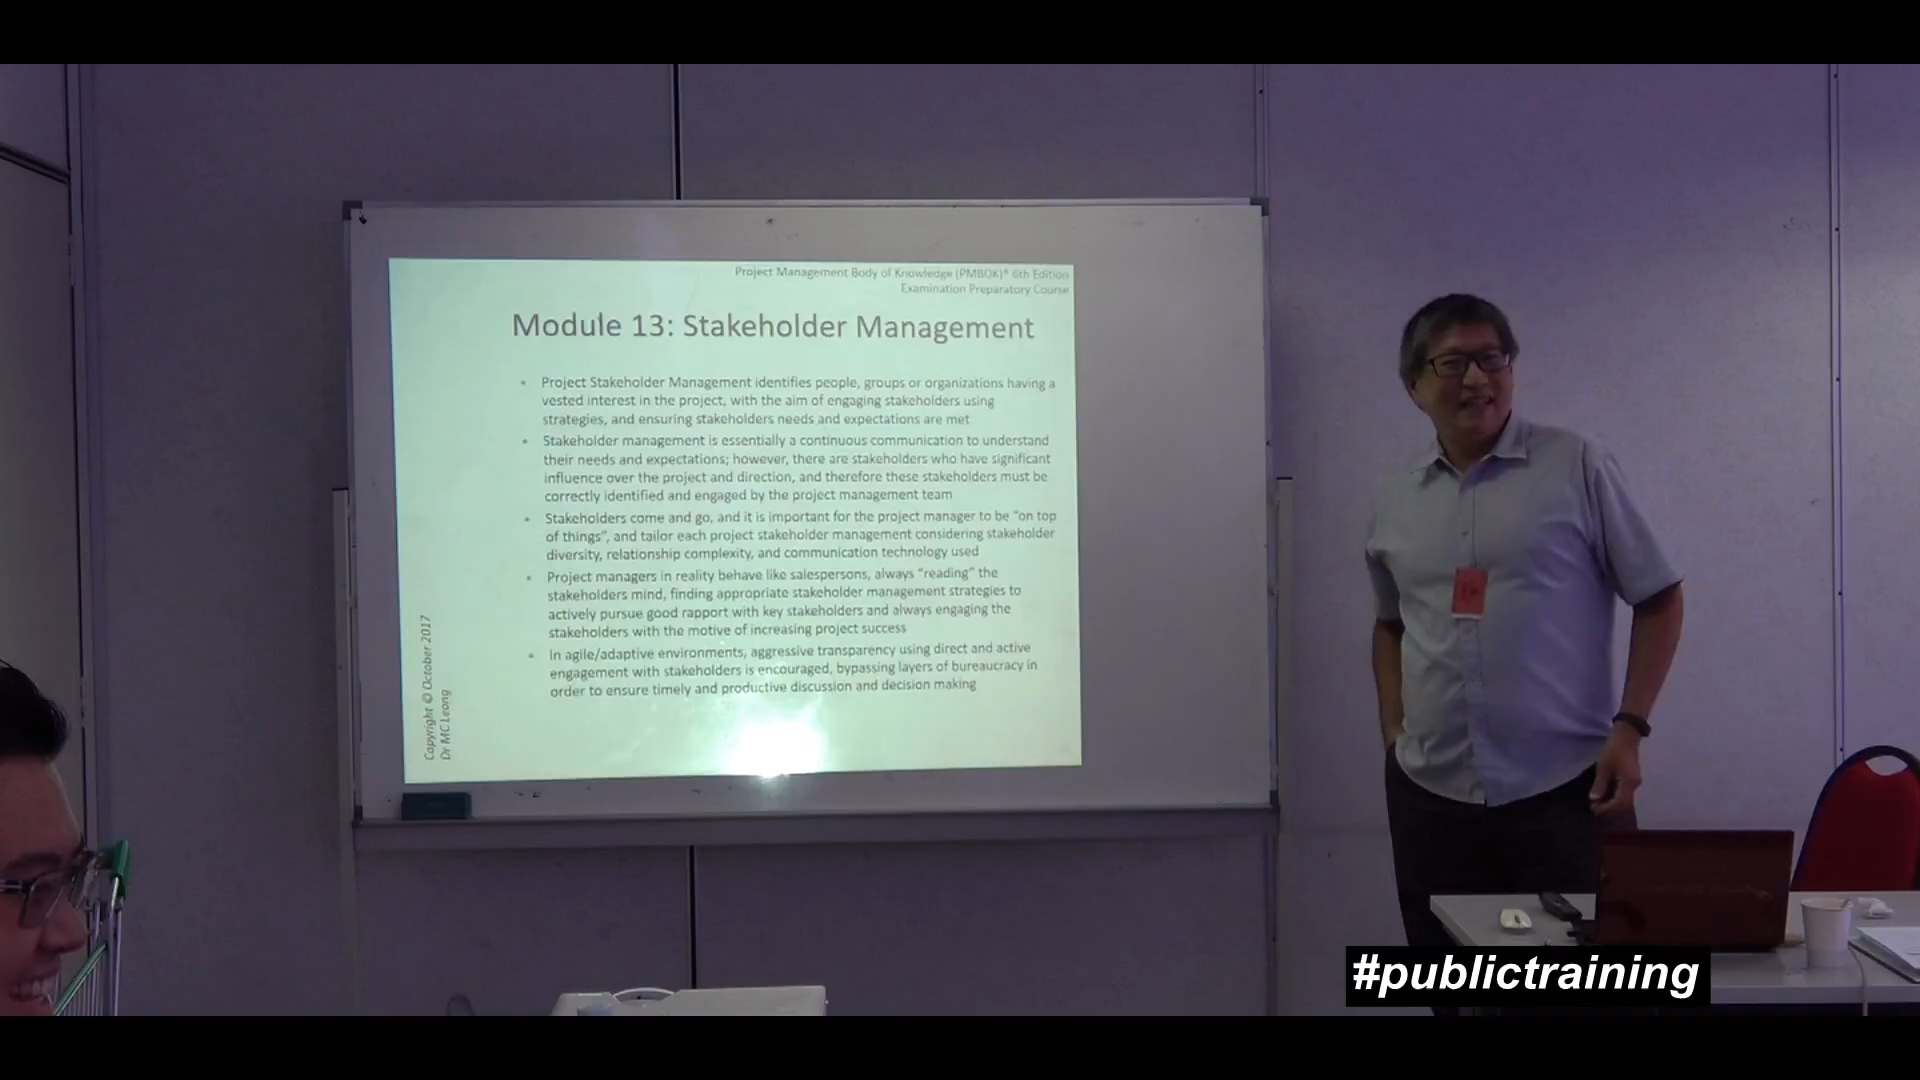 Project Management Body of Knowledge (PMBOK)® 6th Edition
Examination Preparatory Course
Module 13: Stakeholder Management
• Project Stakeholder Management identifies people, groups or organizations having a
vested interest in the project, with the aim of engaging stakeholders using
strategies, and ensuring stakeholders needs and expectations are met
• Stakeholder management is essentially a continuous communication to understand
their needs and expectations; however, there are stakeholders who have significant
influence over the project and direction, and therefore these stakeholders must be
correctly identified and engaged by the project management team
• Stakeholders come and go, and it is important for the project manager to be “on top
of things”, and tailor each project stakeholder management considering stakeholder
diversity, relationship complexity, and communication technology used
• Project managers in reality behave like salespersons, always “reading” the
stakeholders mind, finding appropriate stakeholder management strategies to
actively pursue good rapport with key stakeholders and always engaging the
stakeholders with the motive of increasing project success
• In agile/adaptive environments, aggressive transparency using direct and active
engagement with stakeholders is encouraged, bypassing layers of bureaucracy in
order to ensure timely and productive discussion and decision making
Copyright © October 2017
Dr MC Leong
#publictraining